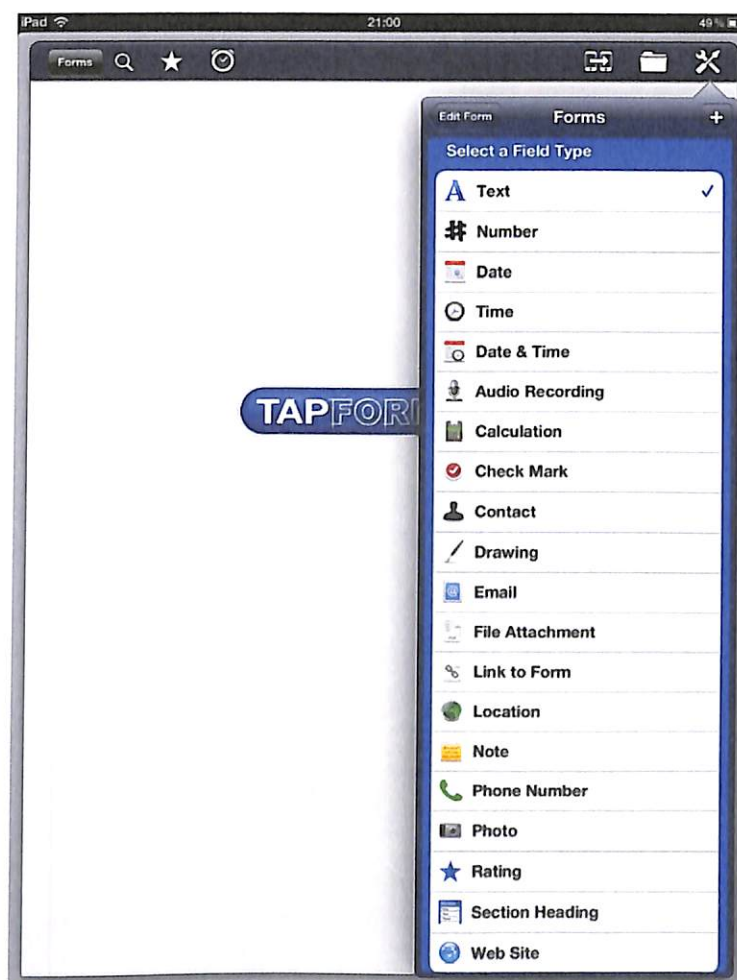 iPad 21:00 49 %
Forms
Edit Form Forms +
Select a Field Type
Text
Number
Date
Time
Date & Time
Audio Recording
TAPFOR
Calculation
Check Mark
Contact
Drawing
Email
File Attachment
Link to Form
Location
Note
Phone Number
Photo
Rating
Section Heading
Web Site